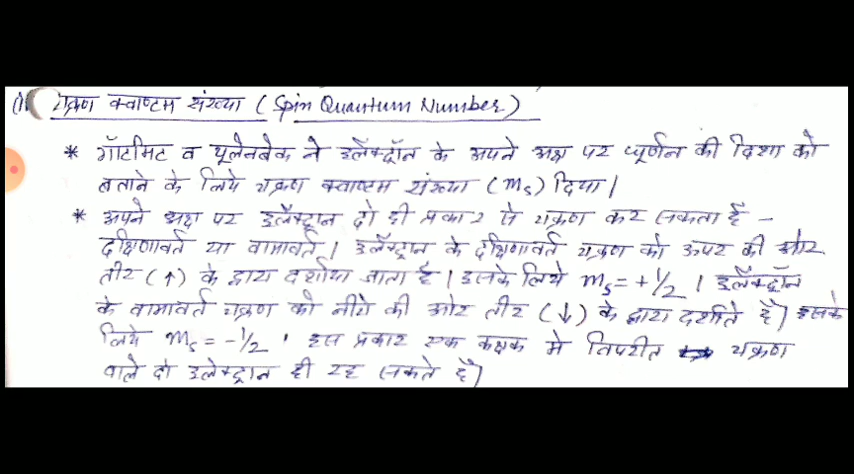 चक्रण क्वाण्टम संख्या (Spin Quantum Number)
* गॉटस्मिट व यूलेनबेक ने इलैक्ट्रॉन के अपने अक्ष पर घूर्णन की दिशा को
बताने के लिये चक्रण क्वाण्टम संख्या (ms) दिया।
* अपने अक्ष पर इलैक्ट्रान दो ही प्रकार से चक्रण कर सकता है -
दक्षिणावर्त या वामावर्त। इलैक्ट्रान के दक्षिणावर्त चक्रण को ऊपर की ओर
तीर (↑) के द्वारा दर्शाया जाता है। इसके लिये ms = +1/2 । इलैक्ट्रॉन
के वामावर्त चक्रण को नीचे की ओर तीर (↓) के द्वारा दर्शाते है। इसके
लिये ms = -1/2 । इस प्रकार एक कक्षक मे विपरीत चक्रण
वाले दो इलेक्ट्रान ही रह सकते है।